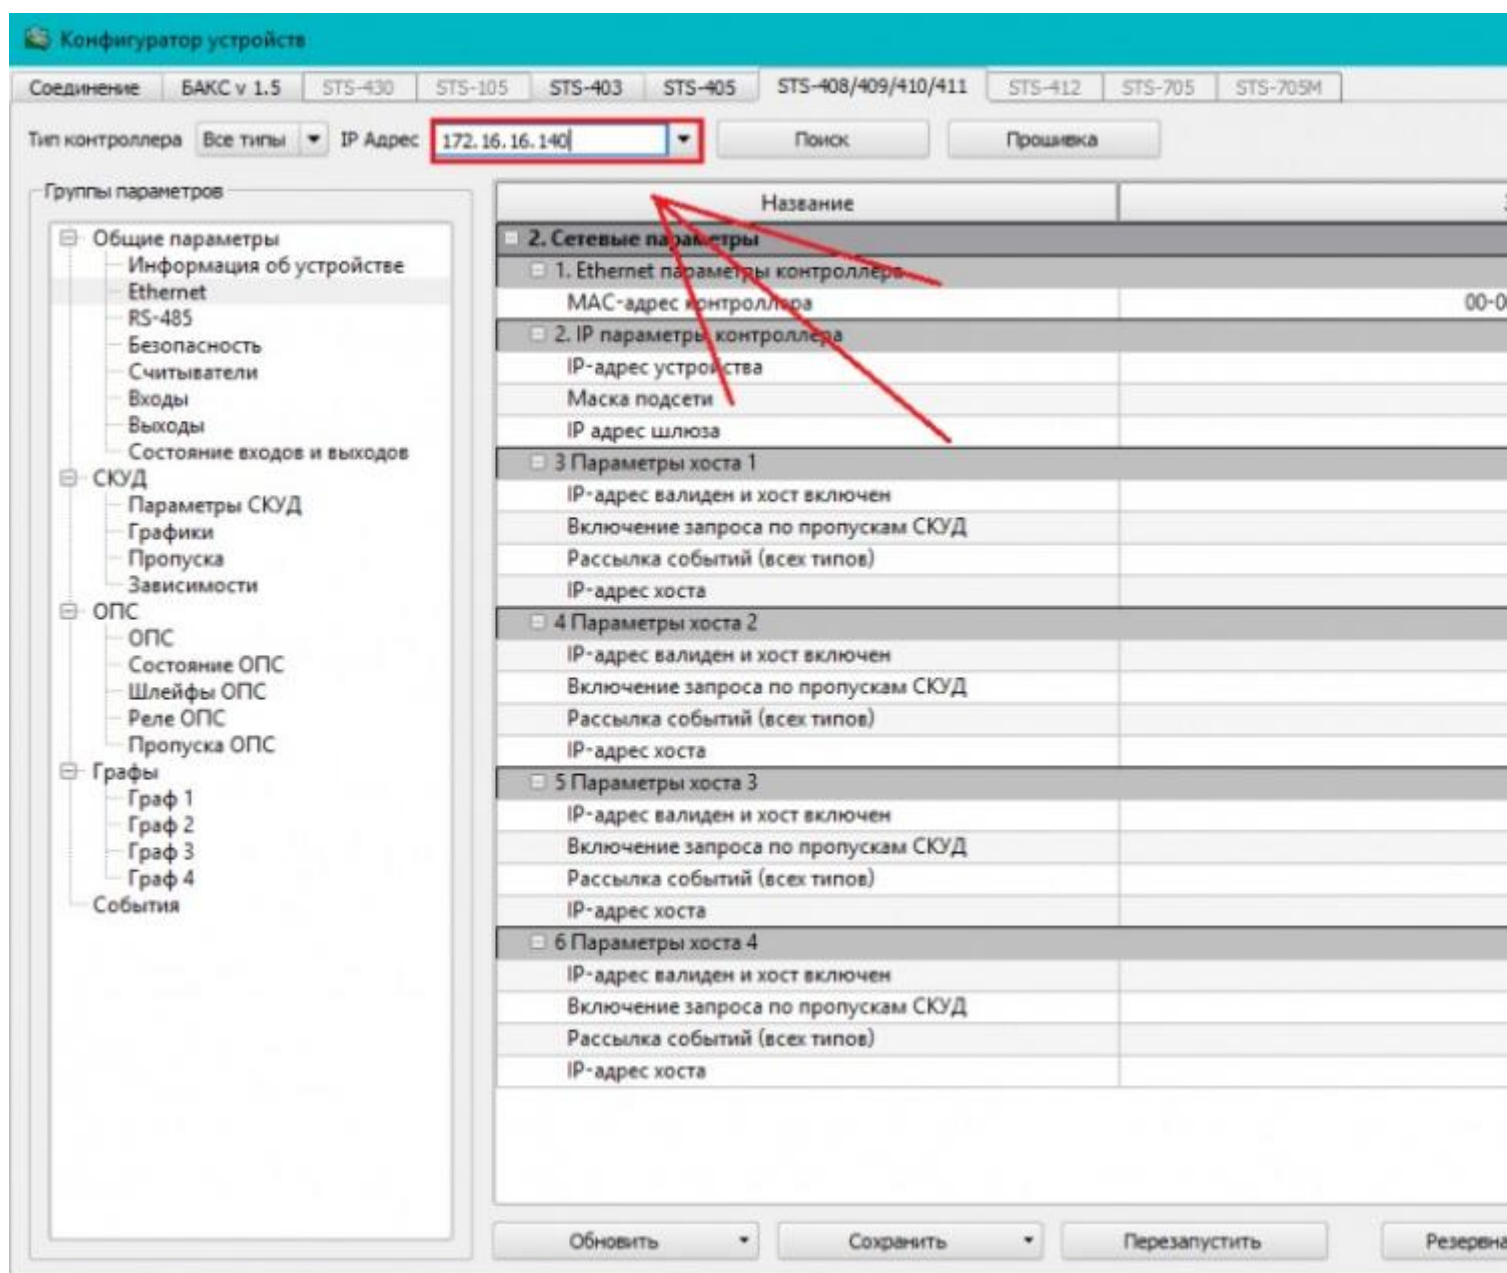 Конфигуратор устройств
Соединение БАКС v 1.5 STS-430 STS-105 STS-403 STS-405 STS-408/409/410/411 STS-412 STS-705 STS-705M
Тип контроллера Все типы IP Адрес 172.16.16.140 Поиск Прошивка
Группы параметров
Общие параметры
Информация об устройстве
Ethernet
RS-485
Безопасность
Считыватели
Входы
Выходы
Состояние входов и выходов
СКУД
Параметры СКУД
Графики
Пропуска
Зависимости
ОПС
ОПС
Состояние ОПС
Шлейфы ОПС
Реле ОПС
Пропуска ОПС
Графы
Граф 1
Граф 2
Граф 3
Граф 4
События
Название
2. Сетевые параметры
1. Ethernet параметры контроллера
MAC-адрес контроллера 00-0
2. IP параметры контроллера
IP-адрес устройства
Маска подсети
IP адрес шлюза
3 Параметры хоста 1
IP-адрес валиден и хост включен
Включение запроса по пропускам СКУД
Рассылка событий (всех типов)
IP-адрес хоста
4 Параметры хоста 2
IP-адрес валиден и хост включен
Включение запроса по пропускам СКУД
Рассылка событий (всех типов)
IP-адрес хоста
5 Параметры хоста 3
IP-адрес валиден и хост включен
Включение запроса по пропускам СКУД
Рассылка событий (всех типов)
IP-адрес хоста
6 Параметры хоста 4
IP-адрес валиден и хост включен
Включение запроса по пропускам СКУД
Рассылка событий (всех типов)
IP-адрес хоста
Обновить Сохранить Перезапустить Резервна